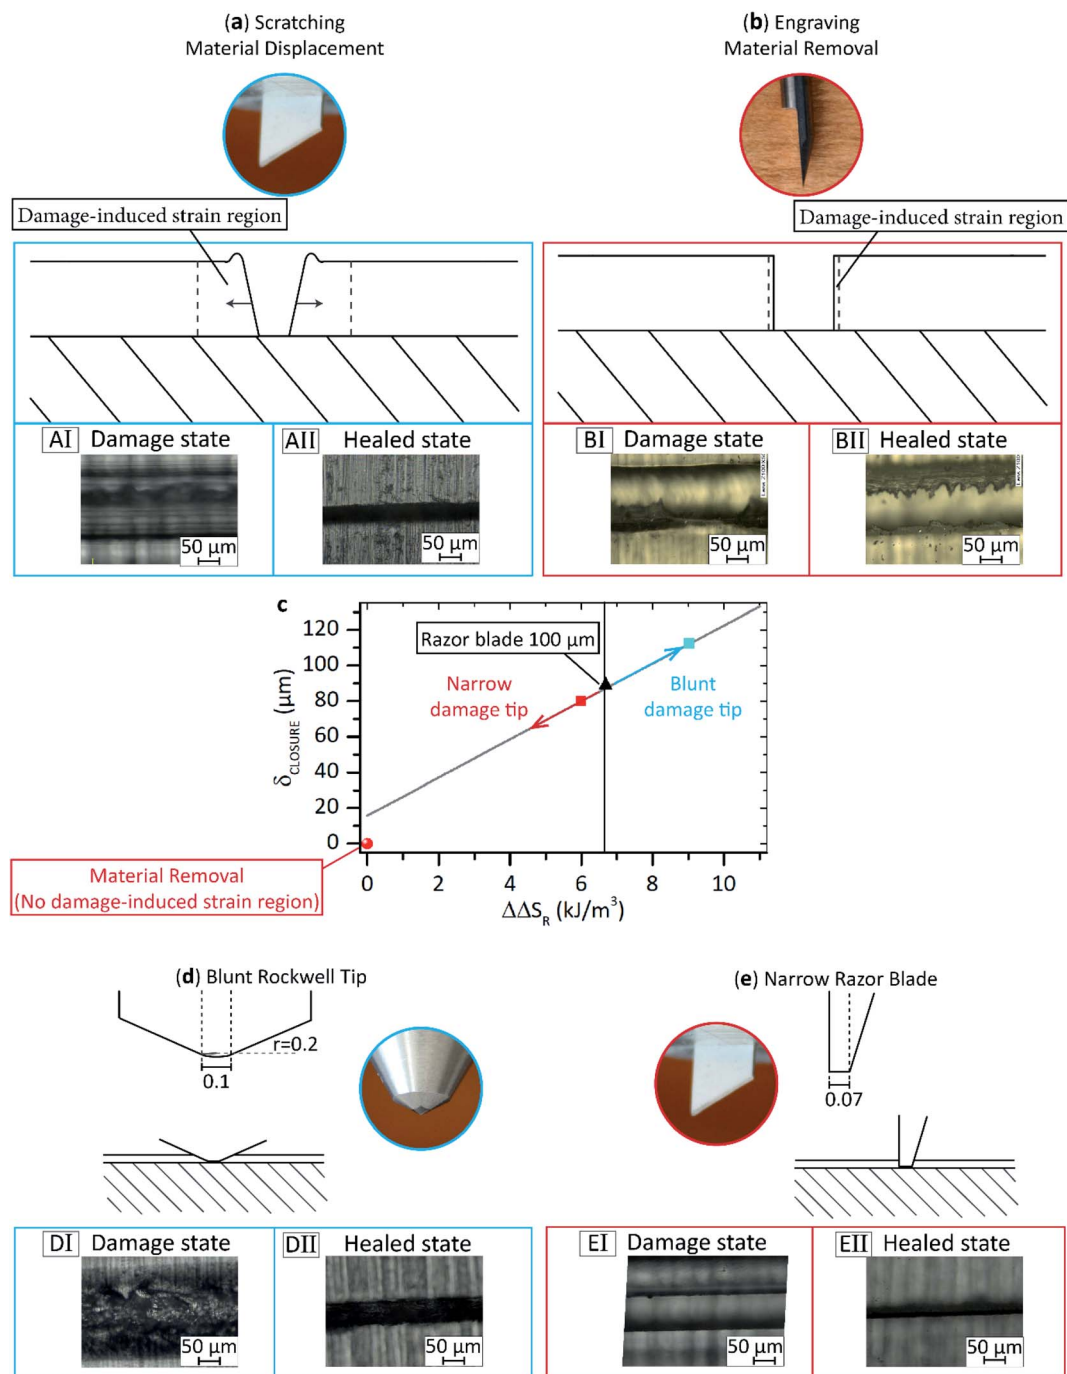 (a) Scratching
Material Displacement
(b) Engraving
Material Removal
Damage-induced strain region
Damage-induced strain region
AI Damage state
AII Healed state
BI Damage state
BII Healed state
50 µm
50 µm
50 µm
50 µm
c
120
100
80
60
40
20
0
δCLOSURE (µm)
Razor blade 100 µm
Narrow
damage tip
Blunt
damage tip
Material Removal
(No damage-induced strain region)
0 2 4 6 8 10
ΔΔSR (kJ/m³)
(d) Blunt Rockwell Tip
r=0.2
0.1
(e) Narrow Razor Blade
0.07
DI Damage state
DII Healed state
EI Damage state
EII Healed state
50 µm
50 µm
50 µm
50 µm